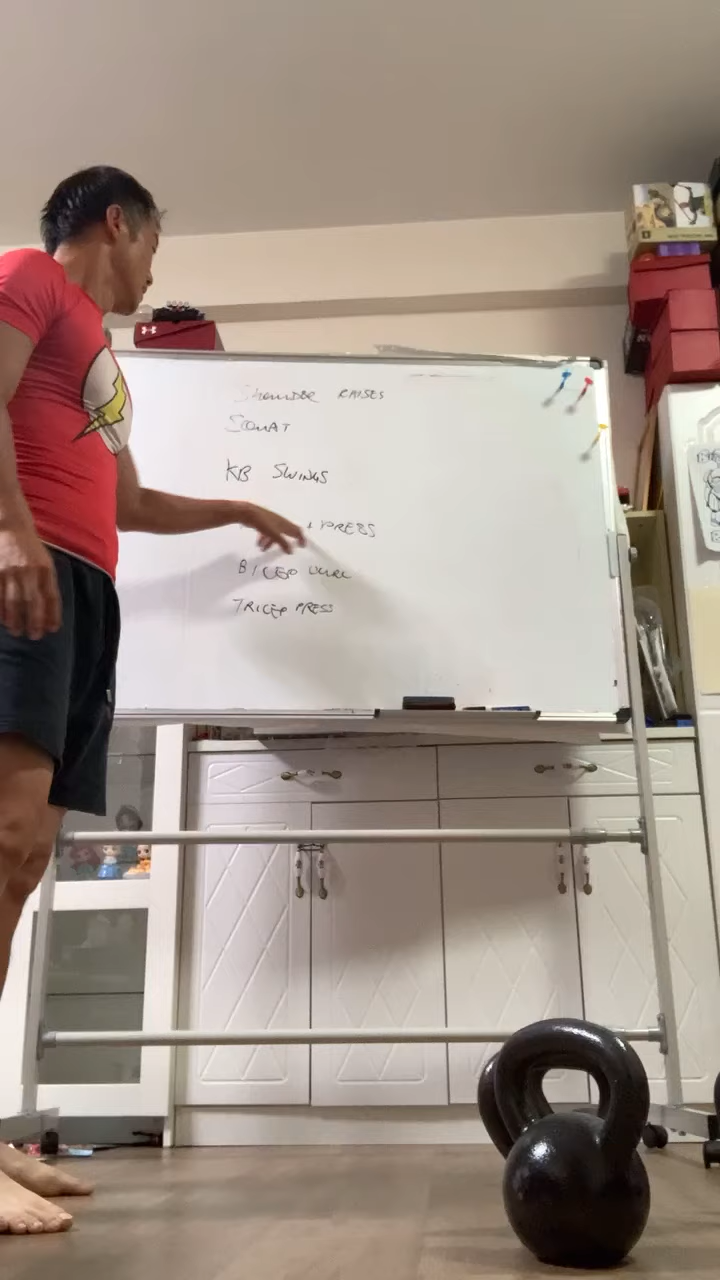 SHOULDER RAISES
SQUAT
KB SWINGS
+ PRESS
BICEP CURL
TRICEP PRESS